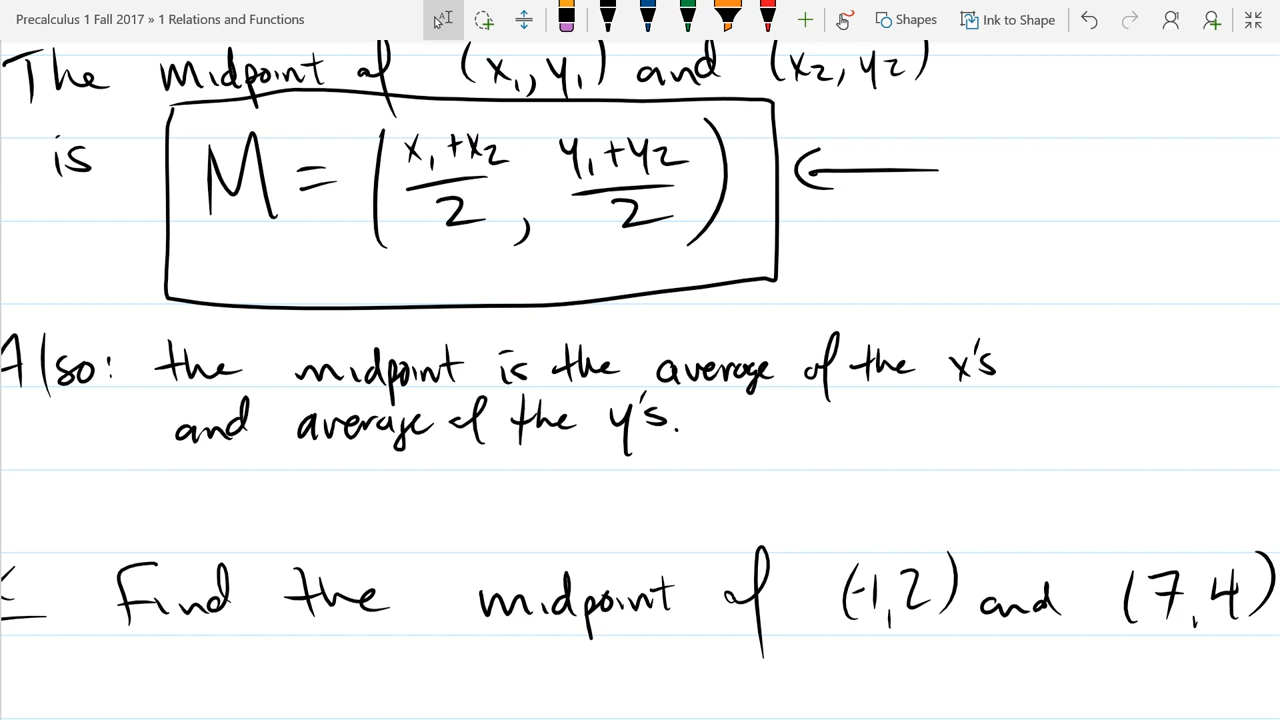 Precalculus 1 Fall 2017 » 1 Relations and Functions
Shapes
Ink to Shape
The midpoint of (x₁, y₁) and (x₂, y₂)
is M = ( (x₁+x₂)/2 , (y₁+y₂)/2 ) ←
Also: the midpoint is the average of the x's
and average of the y's.
Find the midpoint of (-1,2) and (7,4)